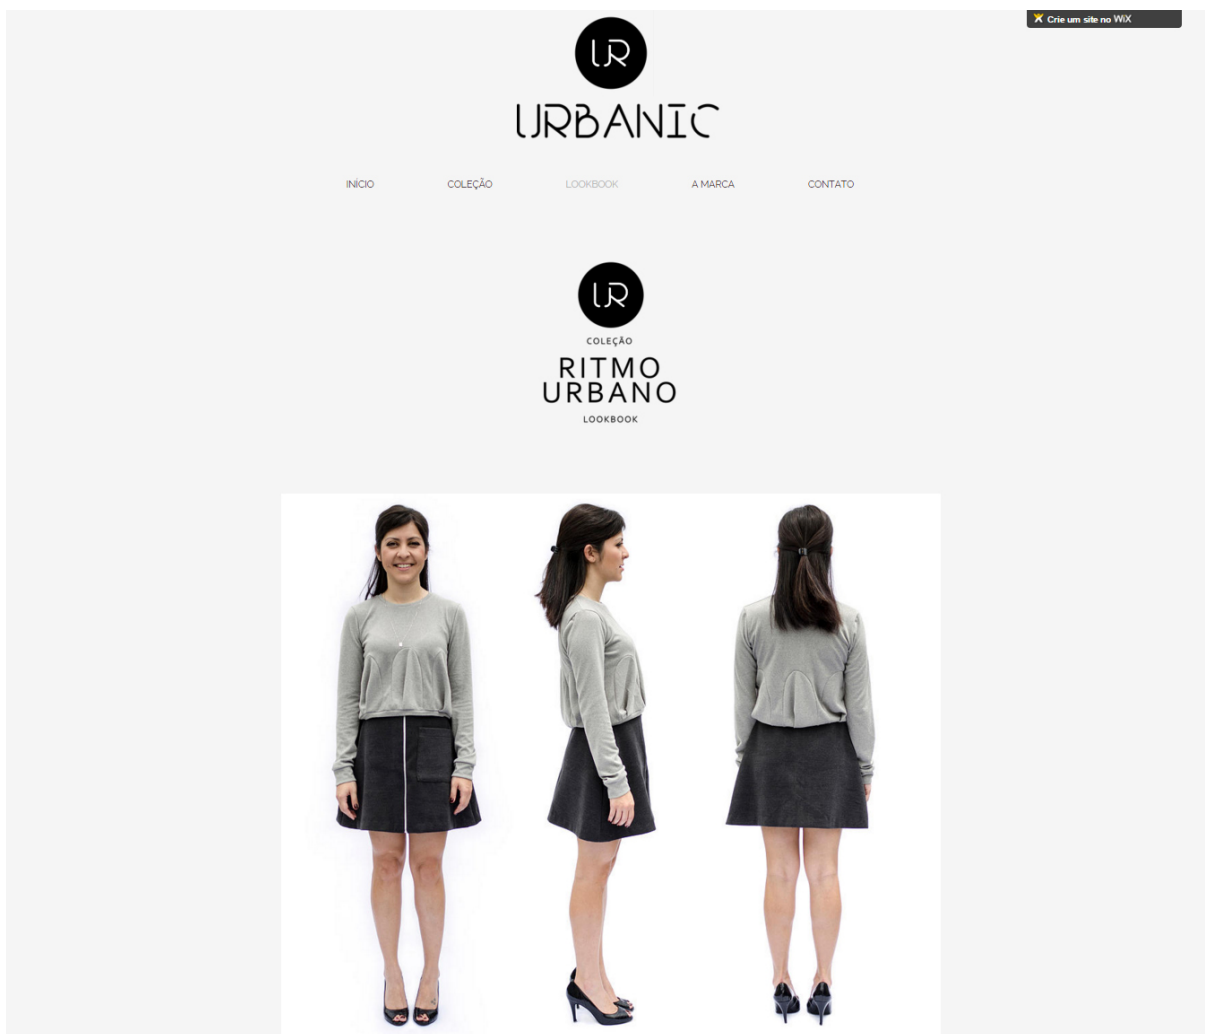 Crie um site no WiX
UR
URBANIC
INÍCIO COLEÇÃO LOOKBOOK A MARCA CONTATO
UR
COLEÇÃO
RITMO
URBANO
LOOKBOOK